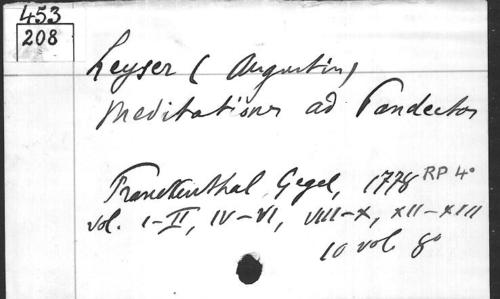 453
208
Leyser (Augustin)
Meditationes ad Pandectas
Franckenthal, Gegel, 1778 RP 4°
vol. I-II, IV-VI, VIII-X, XII-XIII
10 vol 8°